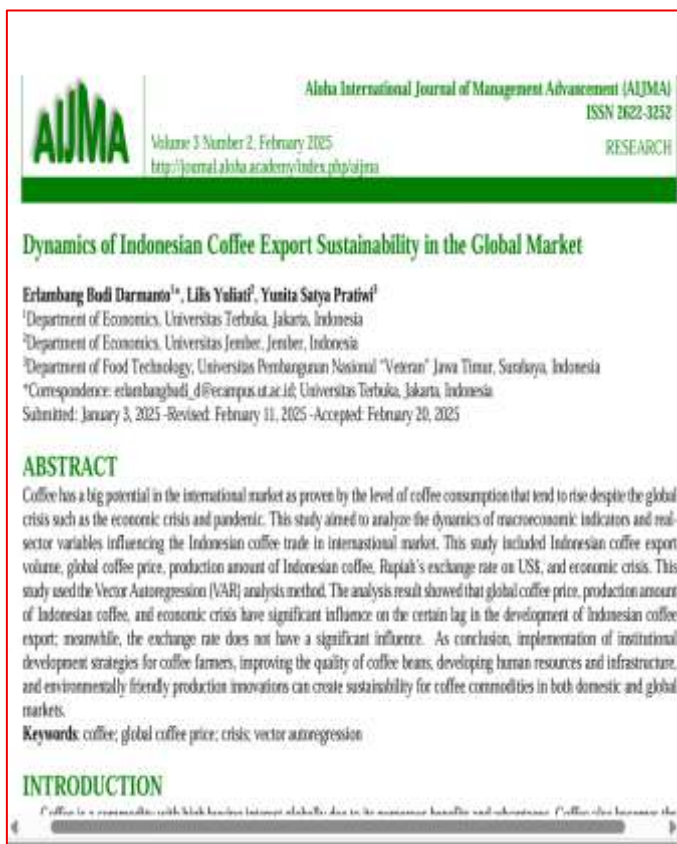 AIJMA
Aloha International Journal of Management Advancement (AIJMA)
ISSN 2622-3252
Volume 3 Number 2, February 2025
RESEARCH
http://journal.aloha.academy/index.php/aijma
Dynamics of Indonesian Coffee Export Sustainability in the Global Market
Erlambang Budi Darmanto1*, Lilis Yuliati2, Yunita Satya Pratiwi3
1Department of Economics, Universitas Terbuka, Jakarta, Indonesia
2Department of Economics, Universitas Jember, Jember, Indonesia
3Department of Food Technology, Universitas Pembangunan Nasional "Veteran" Jawa Timur, Surabaya, Indonesia
*Correspondence: erlambangbudi_d@ecampus.ut.ac.id; Universitas Terbuka, Jakarta, Indonesia
Submitted: January 3, 2025 -Revised: February 11, 2025 -Accepted: February 20, 2025
ABSTRACT
Coffee has a big potential in the international market as proven by the level of coffee consumption that tend to rise despite the global
crisis such as the economic crisis and pandemic. This study aimed to analyze the dynamics of macroeconomic indicators and real-
sector variables influencing the Indonesian coffee trade in international market. This study included Indonesian coffee export
volume, global coffee price, production amount of Indonesian coffee, Rupiah's exchange rate on US$, and economic crisis. This
study used the Vector Autoregression (VAR) analysis method. The analysis result showed that global coffee price, production amount
of Indonesian coffee, and economic crisis have significant influence on the certain lag in the development of Indonesian coffee
export; meanwhile, the exchange rate does not have a significant influence. As conclusion, implementation of institutional
development strategies for coffee farmers, improving the quality of coffee beans, developing human resources and infrastructure,
and environmentally friendly production innovations can create sustainability for coffee commodities in both domestic and global
markets.
Keywords: coffee; global coffee price; crisis; vector autoregression
INTRODUCTION